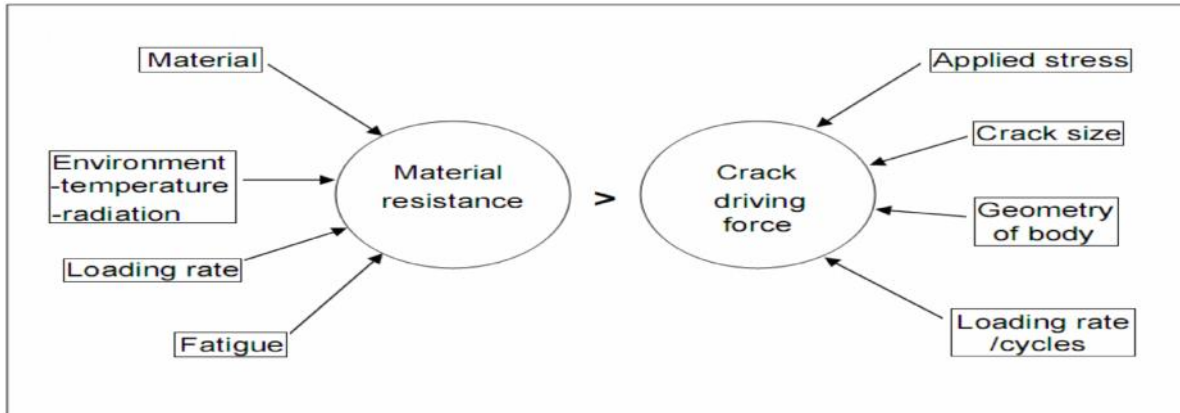 Material
Environment
-temperature
-radiation
Loading rate
Fatigue
Material
resistance
>
Crack
driving
force
Applied stress
Crack size
Geometry
of body
Loading rate
/cycles